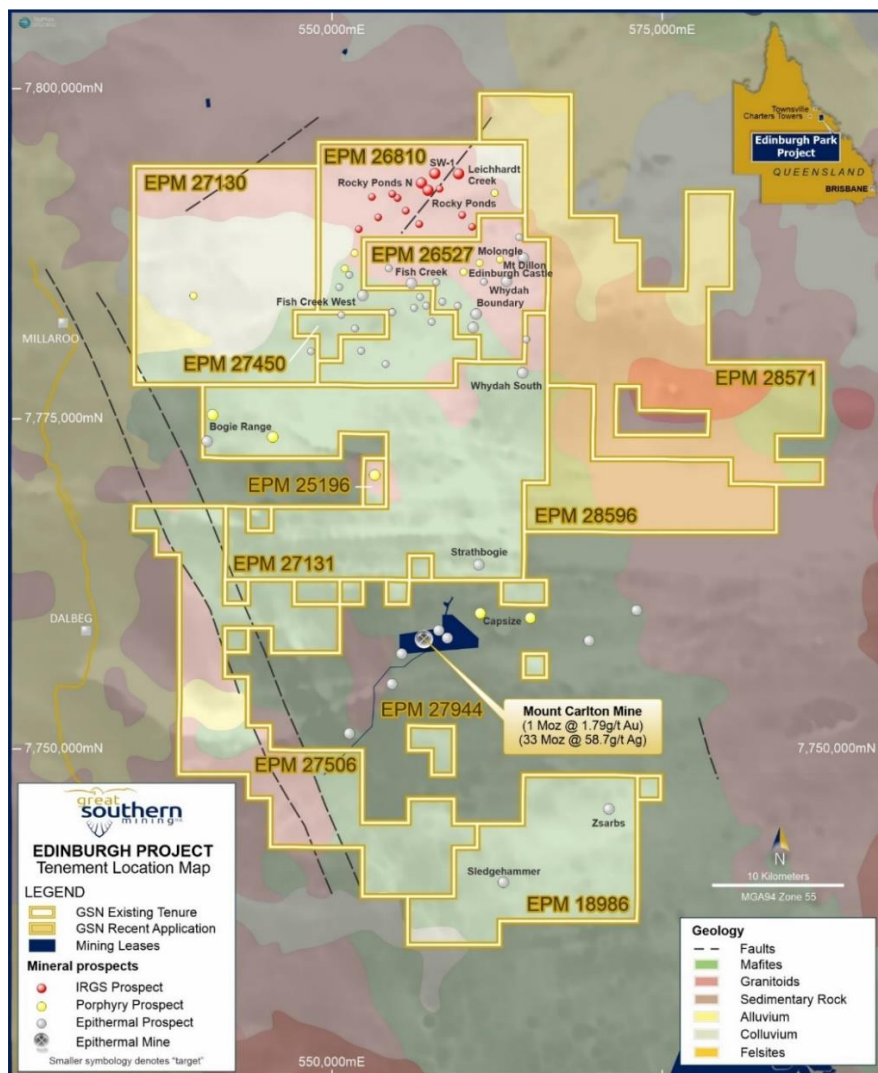 550,000mE
575,000mE
7,800,000mN
Townsville
Charters Towers
Edinburgh Park
Project
QUEENSLAND
BRISBANE
EPM 26810
EPM 27130
SW-1
Leichhardt
Creek
Rocky Ponds N
Rocky Ponds
EPM 26527
Molongle
Mt Dillon
Fish Creek
Edinburgh Castle
Whydah
Boundary
Fish Creek West
MILLAROO
EPM 27450
Whydah South
EPM 28571
7,775,000mN
Bogie Range
EPM 25196
EPM 28596
Strathbogie
EPM 27131
DALBEG
Capsize
EPM 27944
Mount Carlton Mine
(1 Moz @ 1.79g/t Au)
(33 Moz @ 58.7g/t Ag)
7,750,000mN
7,750,000mN
EPM 27506
Zsarbs
Sledgehammer
EPM 18986
great
southern
mining
EDINBURGH PROJECT
Tenement Location Map
LEGEND
GSN Existing Tenure
GSN Recent Application
Mining Leases
Mineral prospects
IRGS Prospect
Porphyry Prospect
Epithermal Prospect
Epithermal Mine
Smaller symbology denotes "target"
N
10 Kilometers
MGA94 Zone 55
Geology
Faults
Mafites
Granitoids
Sedimentary Rock
Alluvium
Colluvium
Felsites
550,000mE